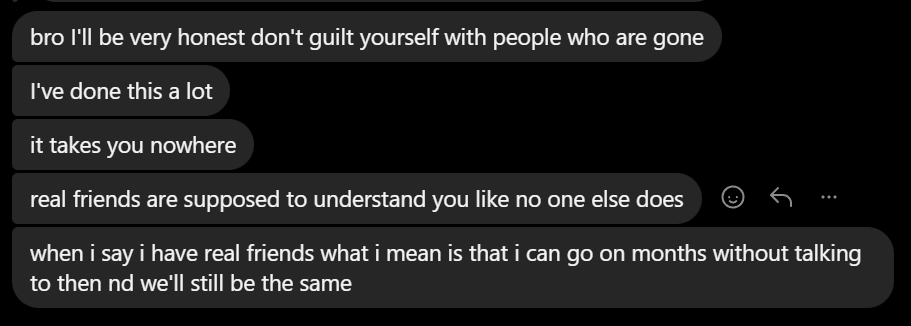 bro I'll be very honest don't guilt yourself with people who are gone
I've done this a lot
it takes you nowhere
real friends are supposed to understand you like no one else does
when i say i have real friends what i mean is that i can go on months without talking
to then nd we'll still be the same